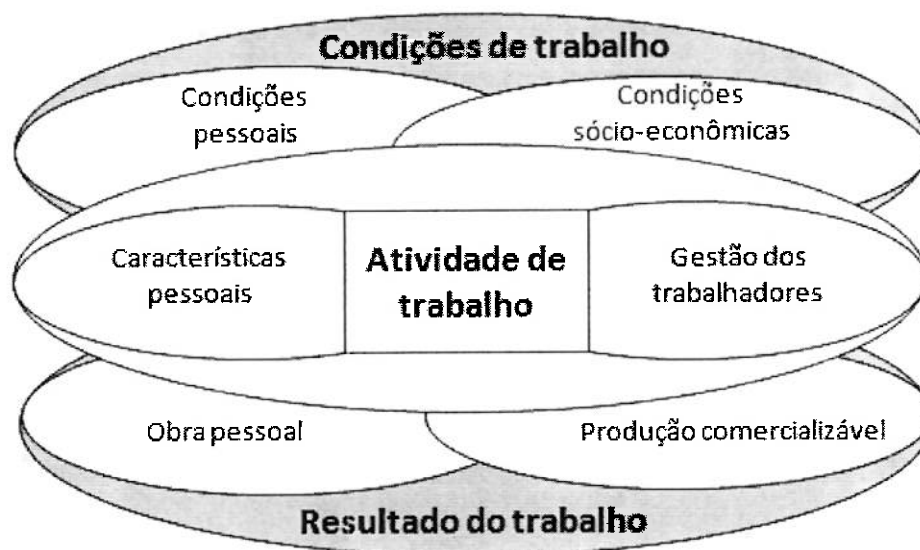 Condições de trabalho
Condições
pessoais
Condições
sócio-econômicas
Características
pessoais
Atividade de
trabalho
Gestão dos
trabalhadores
Obra pessoal
Produção comercializável
Resultado do trabalho